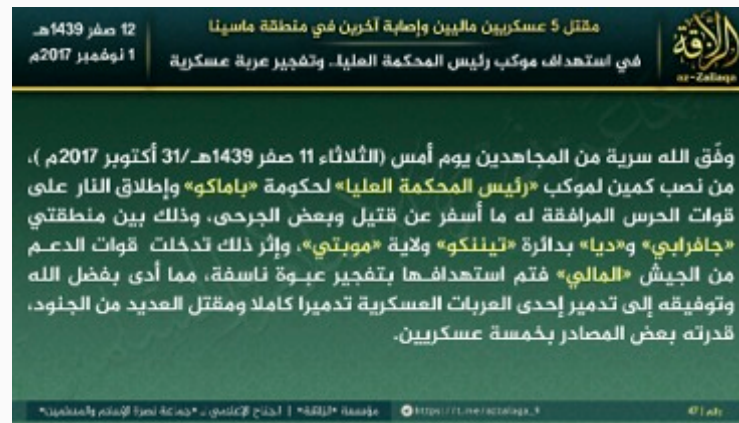 مقتل 5 عسكريين ماليين وإصابة آخرين في منطقة ماسينا
في استهداف موكب رئيس المحكمة العليا.. وتفجير عربة عسكرية
12 صفر 1439هـ
1 نوفمبر 2017م
الزلاقة
az-Zallaqa
وفّق الله سرية من المجاهدين يوم أمس (الثلاثاء 11 صفر 1439هـ/31 أكتوبر 2017م )،
من نصب كمين لموكب «رئيس المحكمة العليا» لحكومة «باماكو» وإطلاق النار على
قوات الحرس المرافقة له ما أسفر عن قتيل وبعض الجرحى، وذلك بين منطقتي
«جافرابي» و«ديا» بدائرة «تيننكو» ولاية «موبتي»، وإثر ذلك تدخلت قوات الدعم
من الجيش «المالي» فتم استهدافها بتفجير عبوة ناسفة، مما أدى بفضل الله
وتوفيقه إلى تدمير إحدى العربات العسكرية تدميرا كاملا ومقتل العديد من الجنود،
قدرته بعض المصادر بخمسة عسكريين.
مؤسسة «الزلاقة» | الجناح الإعلامي لـ «جماعة نصرة الإسلام والمسلمين»
رقم | 47